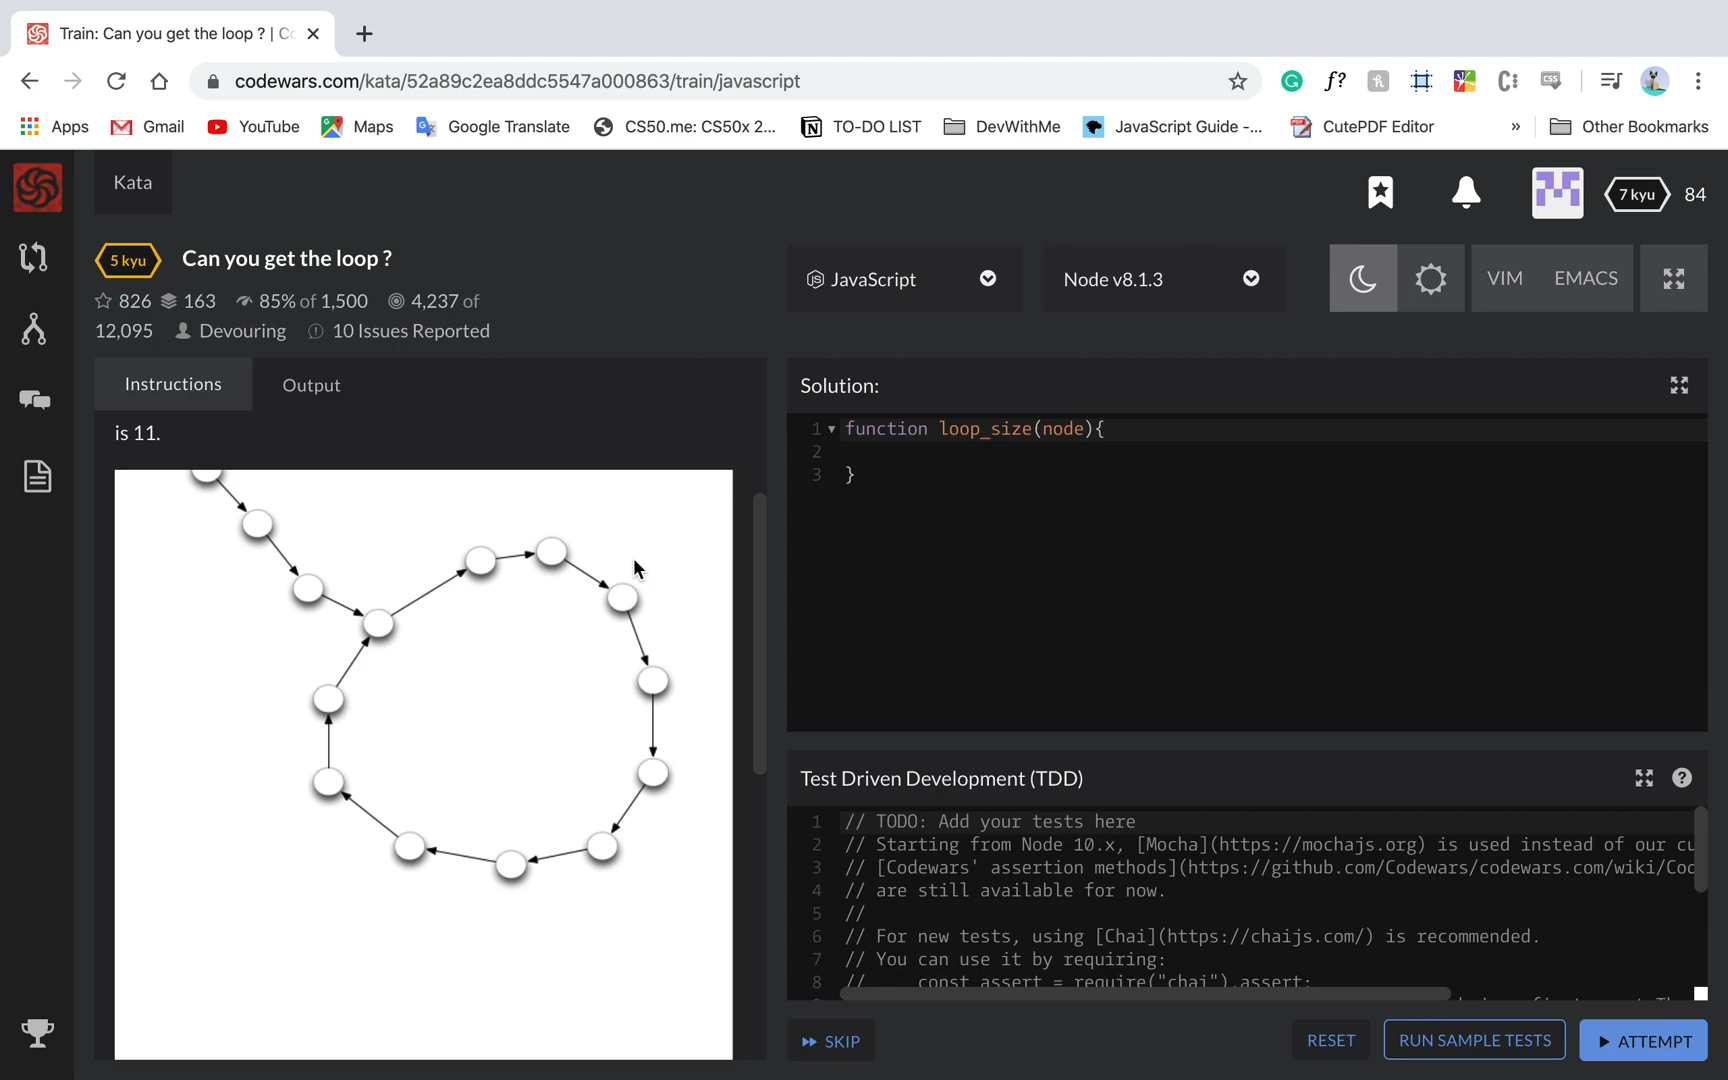 Train: Can you get the loop ? | Co
codewars.com/kata/52a89c2ea8ddc5547a000863/train/javascript
f?
Apps
Gmail
YouTube
Maps
Google Translate
CS50.me: CS50x 2...
TO-DO LIST
DevWithMe
JavaScript Guide -...
CutePDF Editor
»
Other Bookmarks
Kata
7 kyu
84
5 kyu
Can you get the loop ?
826
163
85% of 1,500
4,237 of
12,095
Devouring
10 Issues Reported
JavaScript
Node v8.1.3
VIM
EMACS
Instructions
Output
is 11.
Solution:
1 function loop_size(node){
2
3 }
Test Driven Development (TDD)
1 // TODO: Add your tests here
2 // Starting from Node 10.x, [Mocha](https://mochajs.org) is used instead of our cu
3 // [Codewars' assertion methods](https://github.com/Codewars/codewars.com/wiki/Cod
4 // are still available for now.
5 //
6 // For new tests, using [Chai](https://chaijs.com/) is recommended.
7 // You can use it by requiring:
8 // const assert = require("chai").assert;
SKIP
RESET
RUN SAMPLE TESTS
ATTEMPT